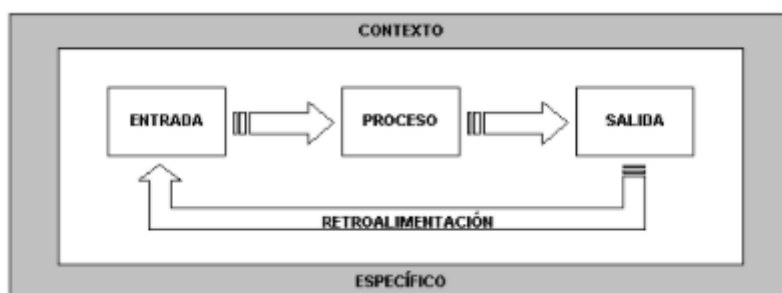 CONTEXTO
ENTRADA
PROCESO
SALIDA
RETROALIMENTACIÓN
ESPECÍFICO